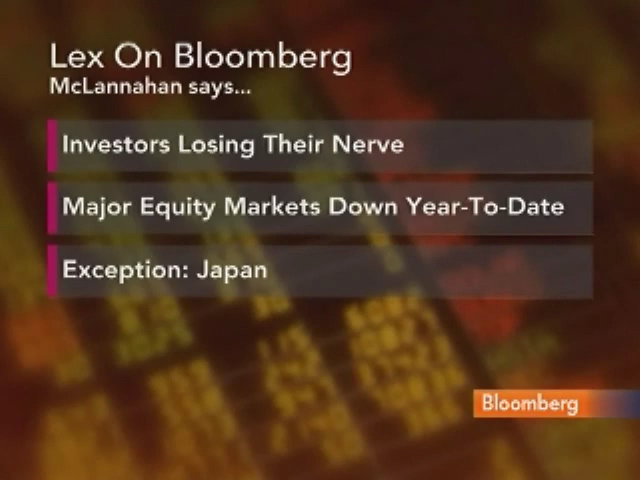 Lex On Bloomberg
McLannahan says...
Investors Losing Their Nerve
Major Equity Markets Down Year-To-Date
Exception: Japan
Bloomberg